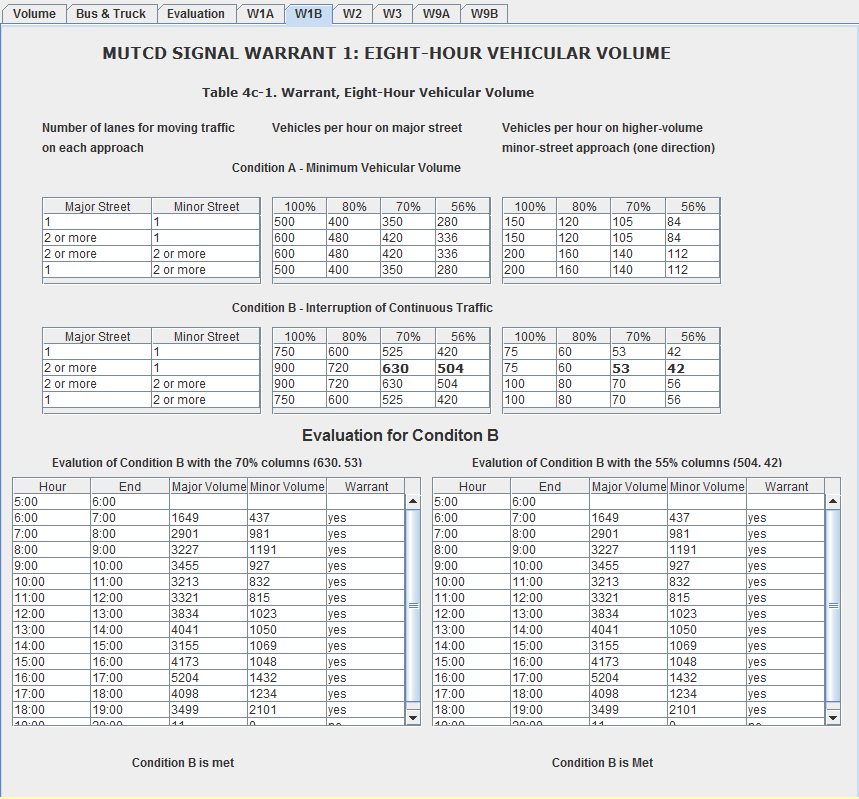 Volume Bus & Truck Evaluation W1A W1B W2 W3 W9A W9B
MUTCD SIGNAL WARRANT 1: EIGHT-HOUR VEHICULAR VOLUME
Table 4c-1. Warrant, Eight-Hour Vehicular Volume
Number of lanes for moving traffic Vehicles per hour on major street Vehicles per hour on higher-volume
on each approach minor-street approach (one direction)
Condition A - Minimum Vehicular Volume
Major Street Minor Street 100% 80% 70% 56% 100% 80% 70% 56%
1 1 500 400 350 280 150 120 105 84
2 or more 1 600 480 420 336 150 120 105 84
2 or more 2 or more 600 480 420 336 200 160 140 112
1 2 or more 500 400 350 280 200 160 140 112
Condition B - Interruption of Continuous Traffic
Major Street Minor Street 100% 80% 70% 56% 100% 80% 70% 56%
1 1 750 600 525 420 75 60 53 42
2 or more 1 900 720 630 504 75 60 53 42
2 or more 2 or more 900 720 630 504 100 80 70 56
1 2 or more 750 600 525 420 100 80 70 56
Evaluation for Conditon B
Evalution of Condition B with the 70% columns (630, 53) Evalution of Condition B with the 55% columns (504, 42)
Hour End Major Volume Minor Volume Warrant Hour End Major Volume Minor Volume Warrant
5:00 6:00 5:00 6:00
6:00 7:00 1649 437 yes 6:00 7:00 1649 437 yes
7:00 8:00 2901 981 yes 7:00 8:00 2901 981 yes
8:00 9:00 3227 1191 yes 8:00 9:00 3227 1191 yes
9:00 10:00 3455 927 yes 9:00 10:00 3455 927 yes
10:00 11:00 3213 832 yes 10:00 11:00 3213 832 yes
11:00 12:00 3321 815 yes 11:00 12:00 3321 815 yes
12:00 13:00 3834 1023 yes 12:00 13:00 3834 1023 yes
13:00 14:00 4041 1050 yes 13:00 14:00 4041 1050 yes
14:00 15:00 3155 1069 yes 14:00 15:00 3155 1069 yes
15:00 16:00 4173 1048 yes 15:00 16:00 4173 1048 yes
16:00 17:00 5204 1432 yes 16:00 17:00 5204 1432 yes
17:00 18:00 4098 1234 yes 17:00 18:00 4098 1234 yes
18:00 19:00 3499 2101 yes 18:00 19:00 3499 2101 yes
Condition B is met Condition B is Met